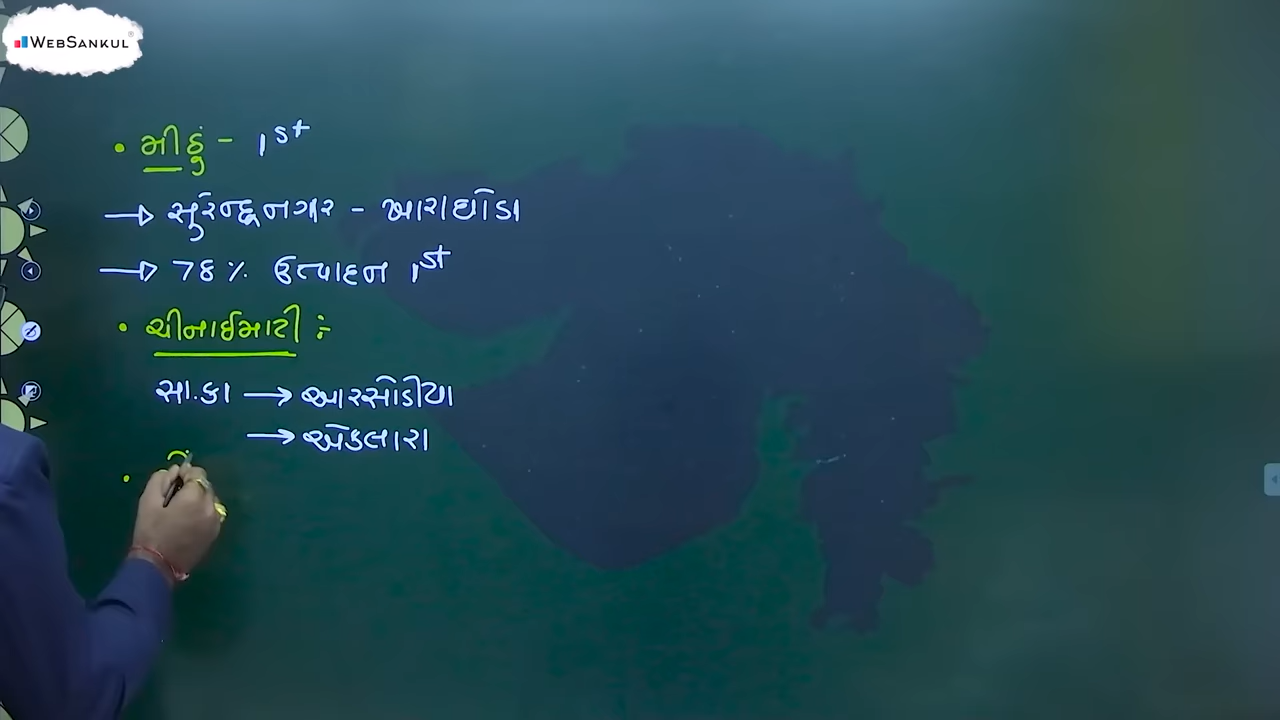 WEBSANKUL®
• મીઠું - 1st
→ સુરેન્દ્રનગર - ખારાઘોડા
→ 78% ઉત્પાદન 1st
• ચીનાઈમાટી :-
સા.કા → આરસોડીયા
→ એકલારા
•